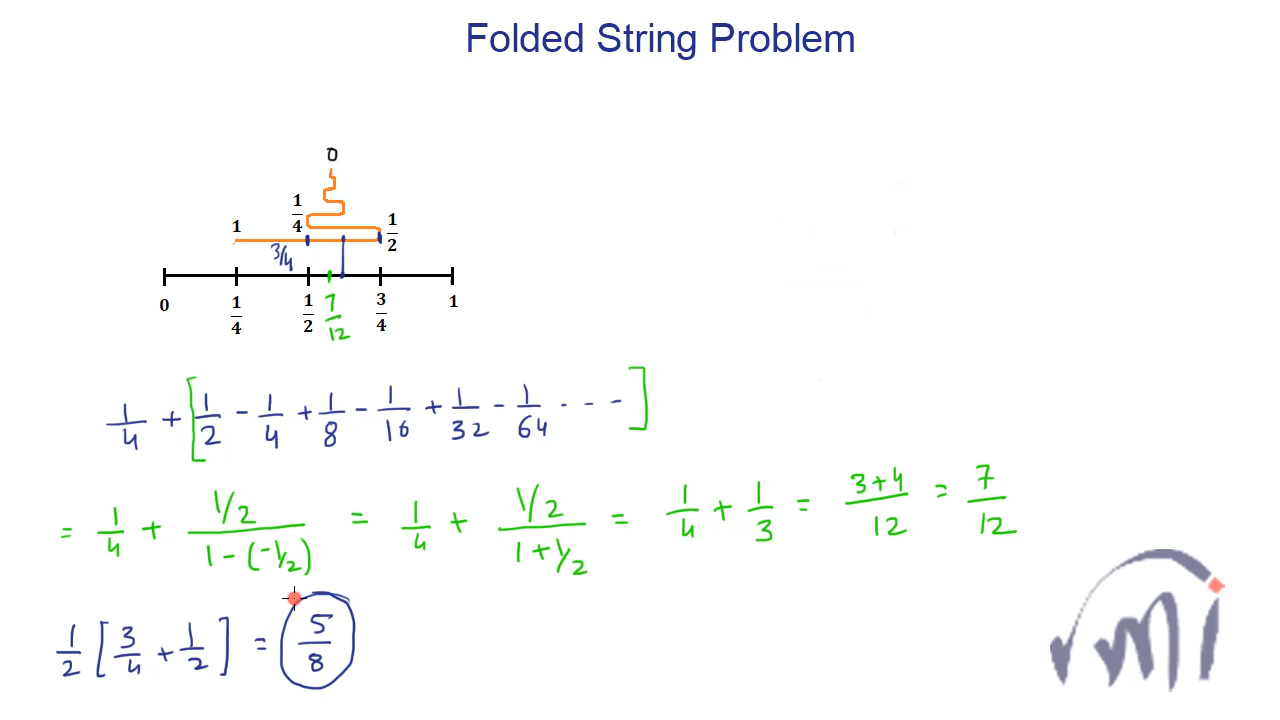 Folded String Problem
0
1 1/4 1/2
3/4
0 1/4 1/2 7/12 3/4 1
1/4 + [1/2 - 1/4 + 1/8 - 1/16 + 1/32 - 1/64 - - -]
= 1/4 + (1/2)/(1-(-1/2)) = 1/4 + (1/2)/(1+1/2) = 1/4 + 1/3 = (3+4)/12 = 7/12
1/2 [3/4 + 1/2] = 5/8